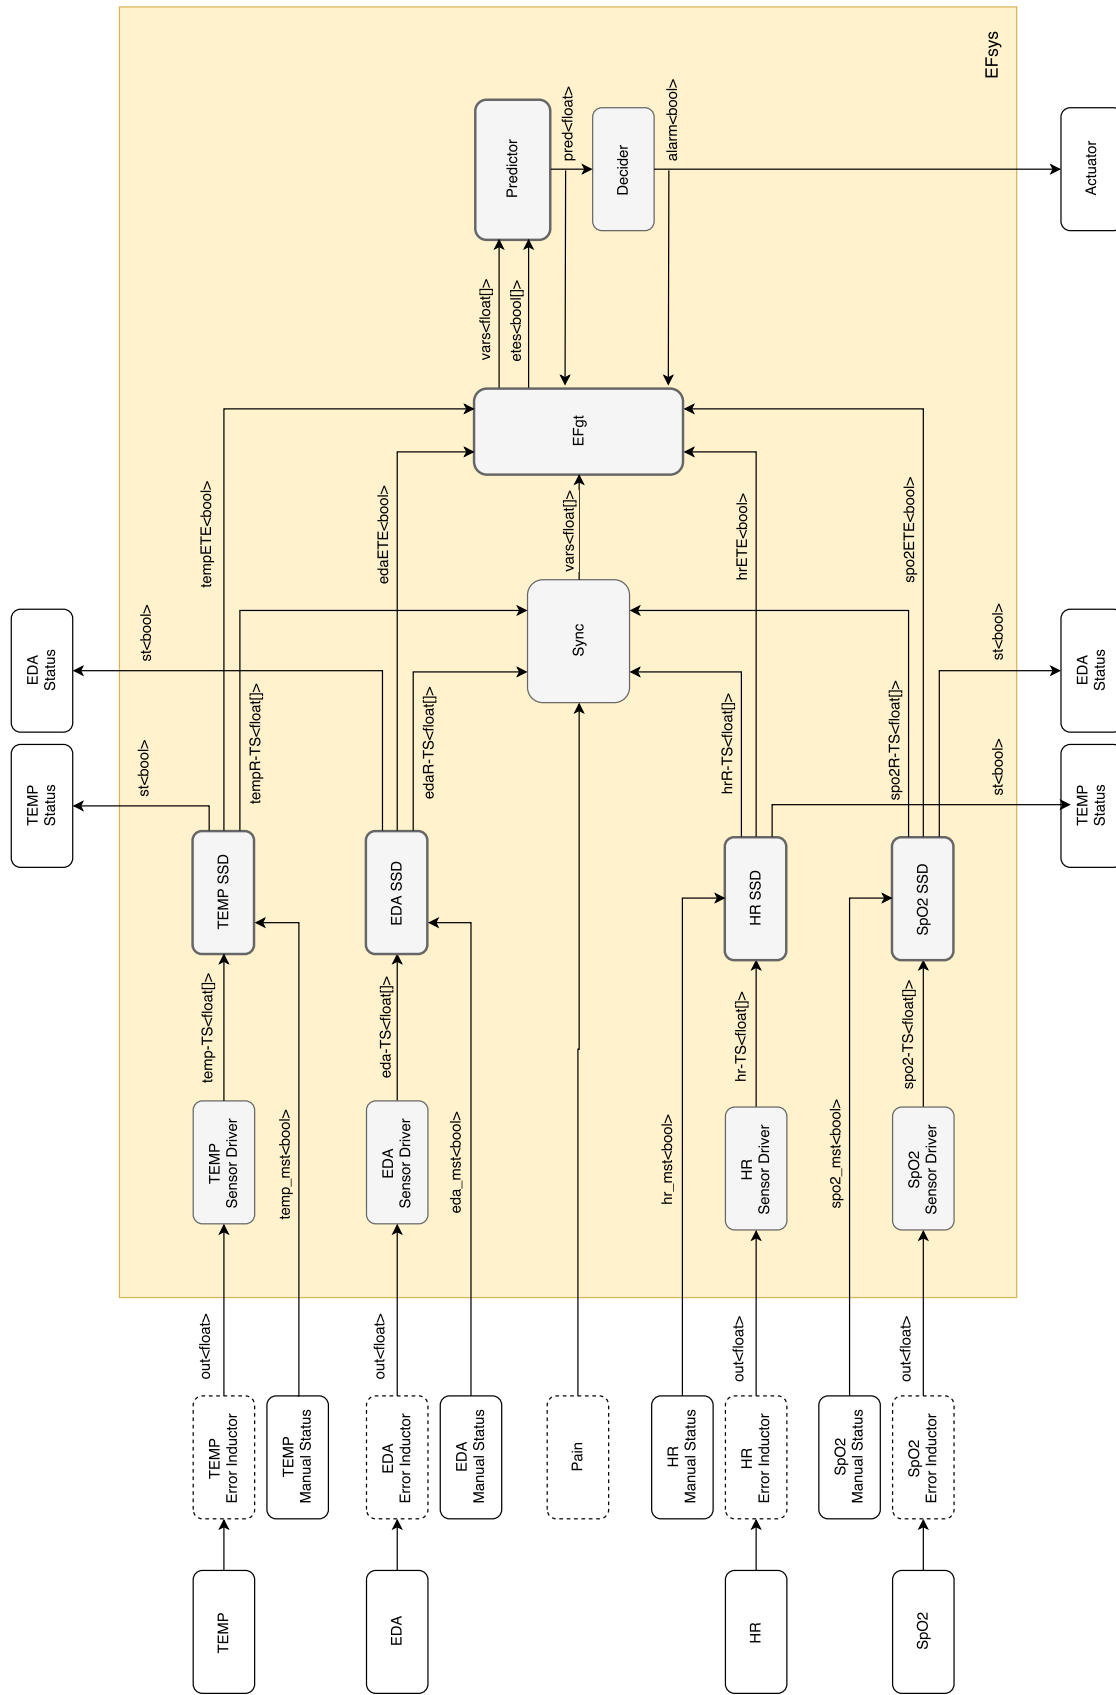 EFsys
TEMP
TEMP
Error Inductor
out<float>
TEMP
Sensor Driver
temp-TS<float[]>
TEMP SSD
TEMP
Manual Status
temp_mst<bool>
st<bool>
TEMP
Status
tempETE<bool>
tempR-TS<float[]>
EDA
EDA
Error Inductor
out<float>
EDA
Sensor Driver
eda-TS<float[]>
EDA SSD
EDA
Manual Status
eda_mst<bool>
st<bool>
EDA
Status
edaETE<bool>
edaR-TS<float[]>
Pain
Sync
vars<float[]>
EFgt
vars<float[]>
etes<bool[]>
Predictor
pred<float>
Decider
alarm<bool>
Actuator
HR
Manual Status
hr_mst<bool>
HR
HR
Error Inductor
out<float>
HR
Sensor Driver
hr-TS<float[]>
HR SSD
hrR-TS<float[]>
hrETE<bool>
st<bool>
TEMP
Status
SpO2
Manual Status
spo2_mst<bool>
SpO2
SpO2
Error Inductor
out<float>
SpO2
Sensor Driver
spo2-TS<float[]>
SpO2 SSD
spo2R-TS<float[]>
spo2ETE<bool>
st<bool>
EDA
Status